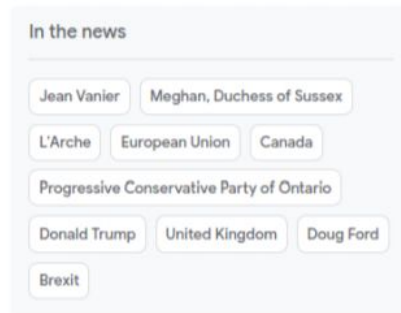 In the news
Jean Vanier Meghan, Duchess of Sussex
L'Arche European Union Canada
Progressive Conservative Party of Ontario
Donald Trump United Kingdom Doug Ford
Brexit